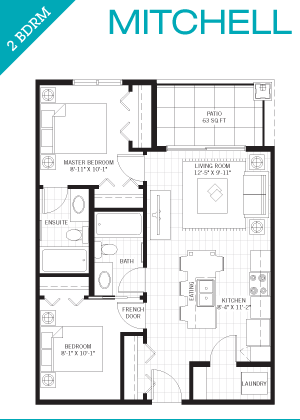 2 BDRM
MITCHELL
PATIO
63 SQ FT
MASTER BEDROOM
8'-11" X 10'-1"
LIVING ROOM
12'-5" X 9'-11"
ENSUITE
BATH
EATING
KITCHEN
8'-4" X 11'-2"
FRENCH
DOOR
BEDROOM
8'-1" X 10'-1"
LAUNDRY